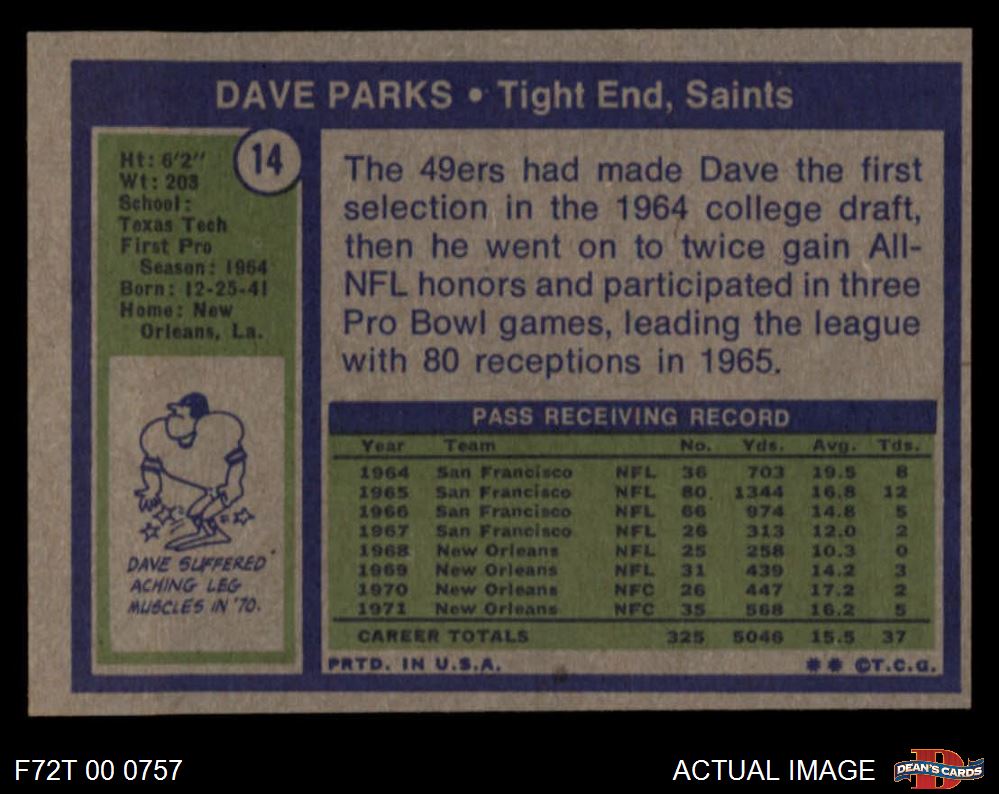 DAVE PARKS • Tight End, Saints
14
Ht: 6'2"
Wt: 203
School:
Texas Tech
First Pro
Season: 1964
Born: 12-25-41
Home: New
Orleans, La.
The 49ers had made Dave the first
selection in the 1964 college draft,
then he went on to twice gain All-
NFL honors and participated in three
Pro Bowl games, leading the league
with 80 receptions in 1965.
DAVE SUFFERED
ACHING LEG
MUSCLES IN '70.
PASS RECEIVING RECORD
Year Team No. Yds. Avg. Tds.
1964 San Francisco NFL 36 703 19.5 8
1965 San Francisco NFL 80 1344 16.8 12
1966 San Francisco NFL 66 974 14.8 5
1967 San Francisco NFL 26 313 12.0 2
1968 New Orleans NFL 25 258 10.3 0
1969 New Orleans NFL 31 439 14.2 3
1970 New Orleans NFC 26 447 17.2 2
1971 New Orleans NFC 35 568 16.2 5
CAREER TOTALS 325 5046 15.5 37
PRTD. IN U.S.A. ** ©T.C.G.
F72T 00 0757
ACTUAL IMAGE
DEAN'S CARDS